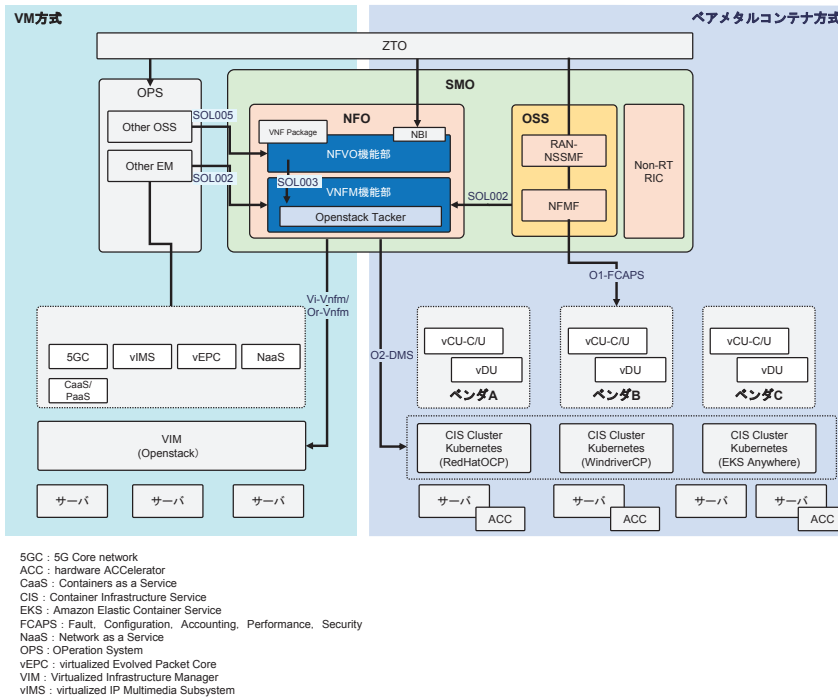 VM方式
ベアメタルコンテナ方式
ZTO
SMO
OPS
Other OSS
Other EM
SOL005
SOL002
NFO
VNF Package
NBI
NFVO機能部
SOL003
VNFM機能部
Openstack Tacker
SOL002
OSS
RAN-
NSSMF
NFMF
Non-RT
RIC
O1-FCAPS
Vi-Vnfm/
Or-Vnfm
O2-DMS
5GC
vIMS
vEPC
NaaS
CaaS/
PaaS
vCU-C/U
vDU
ベンダA
vCU-C/U
vDU
ベンダB
vCU-C/U
vDU
ベンダC
VIM
(Openstack)
CIS Cluster
Kubernetes
(RedHatOCP)
CIS Cluster
Kubernetes
(WindriverCP)
CIS Cluster
Kubernetes
(EKS Anywhere)
サーバ
サーバ
サーバ
サーバ
ACC
サーバ
ACC
サーバ
サーバ
ACC
5GC:5G Core network
ACC:hardware ACCelerator
CaaS:Containers as a Service
CIS:Container Infrastructure Service
EKS:Amazon Elastic Container Service
FCAPS:Fault, Configuration, Accounting, Performance, Security
NaaS:Network as a Service
OPS:OPeration System
vEPC:virtualized Evolved Packet Core
VIM:Virtualized Infrastructure Manager
vIMS:virtualized IP Multimedia Subsystem